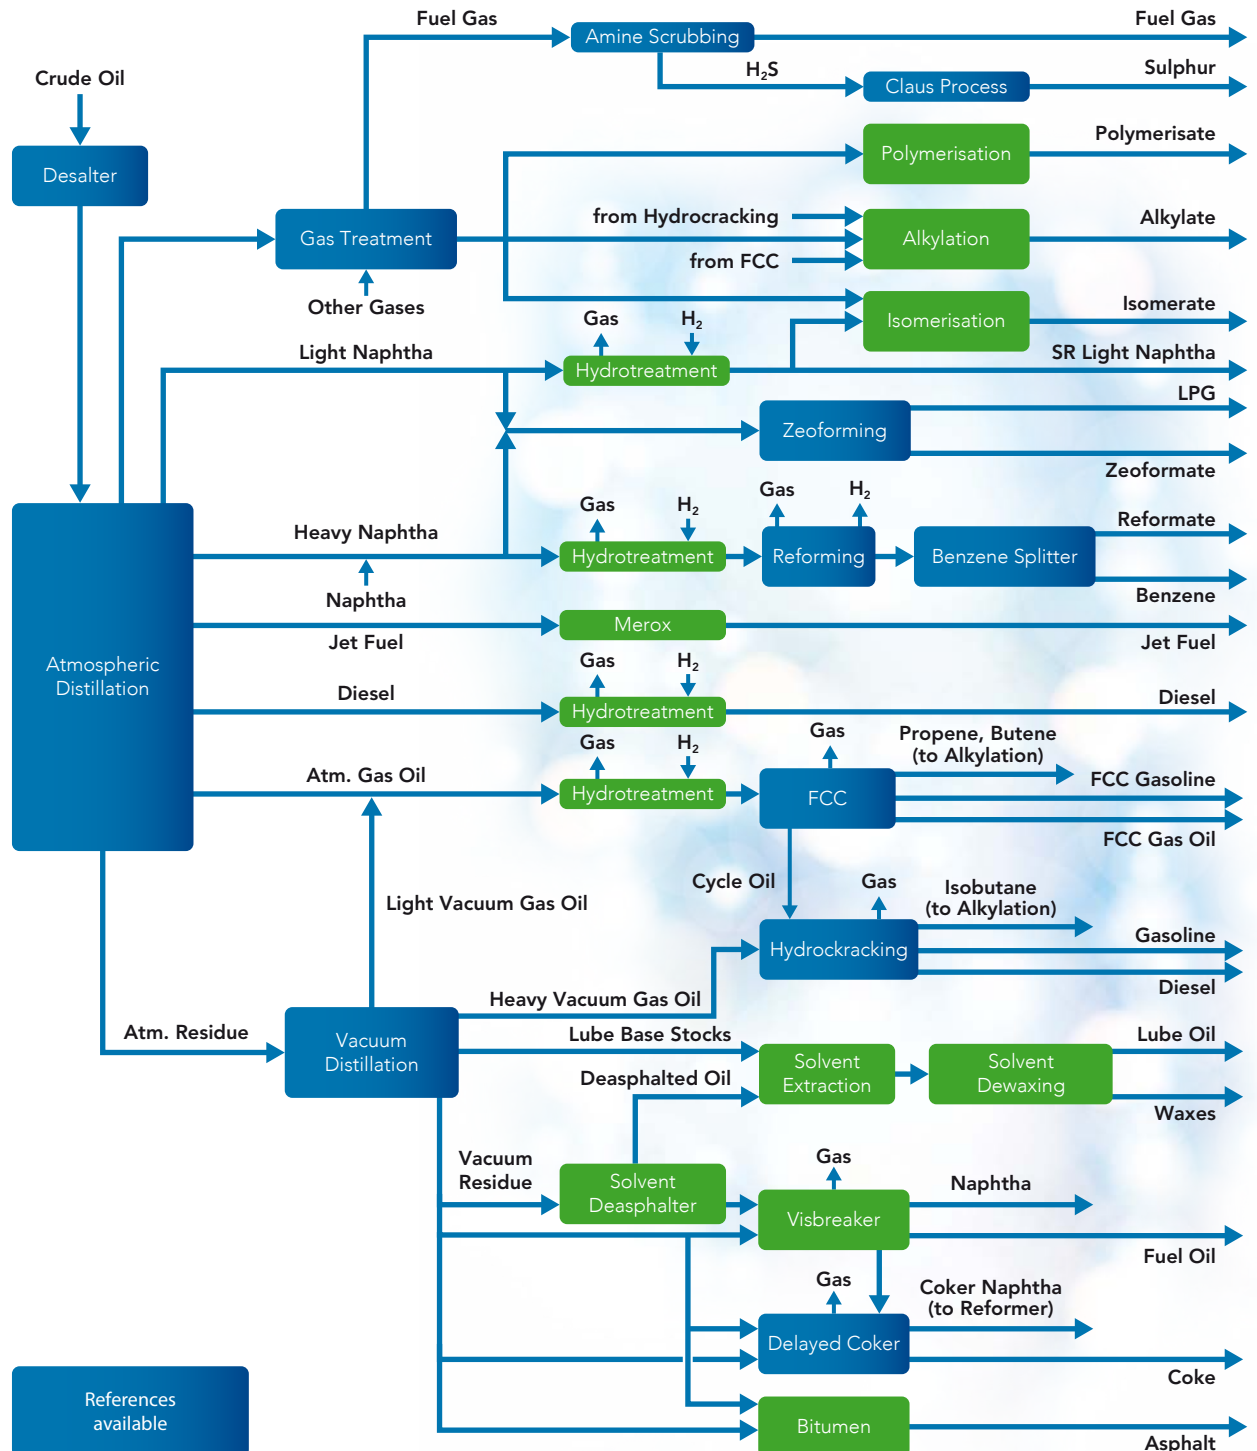 Fuel Gas
Amine Scrubbing
Fuel Gas
Crude Oil
H₂S
Claus Process
Sulphur
Desalter
Polymerisation
Polymerisate
Gas Treatment
from Hydrocracking
Alkylation
Alkylate
from FCC
Other Gases
Isomerisation
Isomerate
Light Naphtha
Gas
H₂
Hydrotreatment
SR Light Naphtha
LPG
Zeoforming
Zeoformate
Heavy Naphtha
Gas
H₂
Hydrotreatment
Gas
H₂
Reforming
Benzene Splitter
Reformate
Benzene
Naphtha
Jet Fuel
Merox
Jet Fuel
Atmospheric
Distillation
Diesel
Gas
H₂
Hydrotreatment
Diesel
Atm. Gas Oil
Gas
H₂
Hydrotreatment
Gas
FCC
Propene, Butene
(to Alkylation)
FCC Gasoline
FCC Gas Oil
Light Vacuum Gas Oil
Cycle Oil
Gas
Hydrockracking
Isobutane
(to Alkylation)
Gasoline
Diesel
Heavy Vacuum Gas Oil
Atm. Residue
Vacuum
Distillation
Lube Base Stocks
Deasphalted Oil
Solvent
Extraction
Solvent
Dewaxing
Lube Oil
Waxes
Vacuum
Residue
Solvent
Deasphalter
Gas
Visbreaker
Naphtha
Fuel Oil
Gas
Delayed Coker
Coker Naphtha
(to Reformer)
Coke
References
available
Bitumen
Asphalt